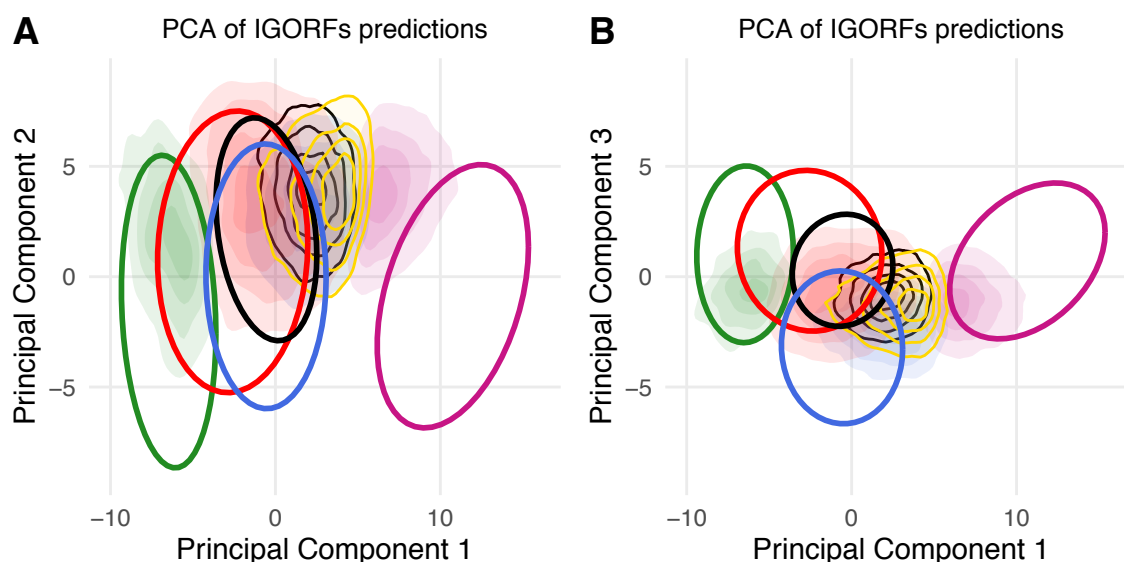 A
PCA of IGORFs predictions
Principal Component 2
5
0
−5
−10
0
10
Principal Component 1
B
PCA of IGORFs predictions
Principal Component 3
5
0
−5
−10
0
10
Principal Component 1